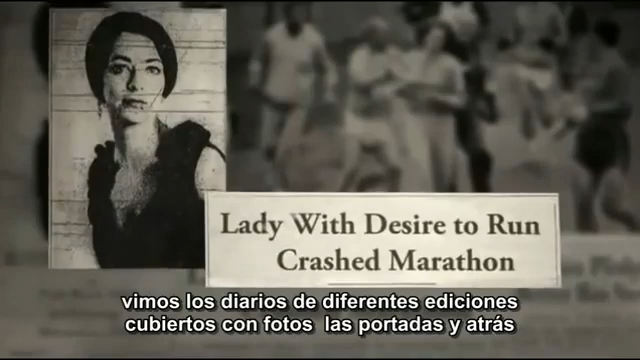 Lady With Desire to Run
Crashed Marathon
vimos los diarios de diferentes ediciones
cubiertos con fotos las portadas y atrás